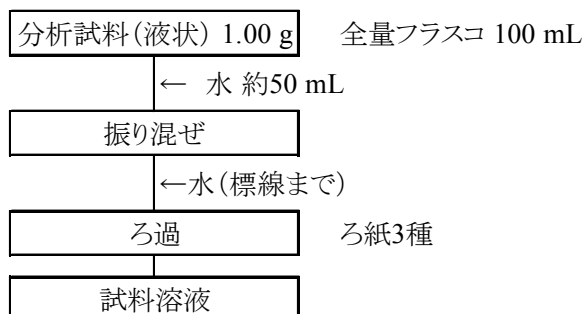 分析試料(液状) 1.00 g 全量フラスコ 100 mL
← 水 約50 mL
振り混ぜ
←水(標線まで)
ろ過 ろ紙3種
試料溶液